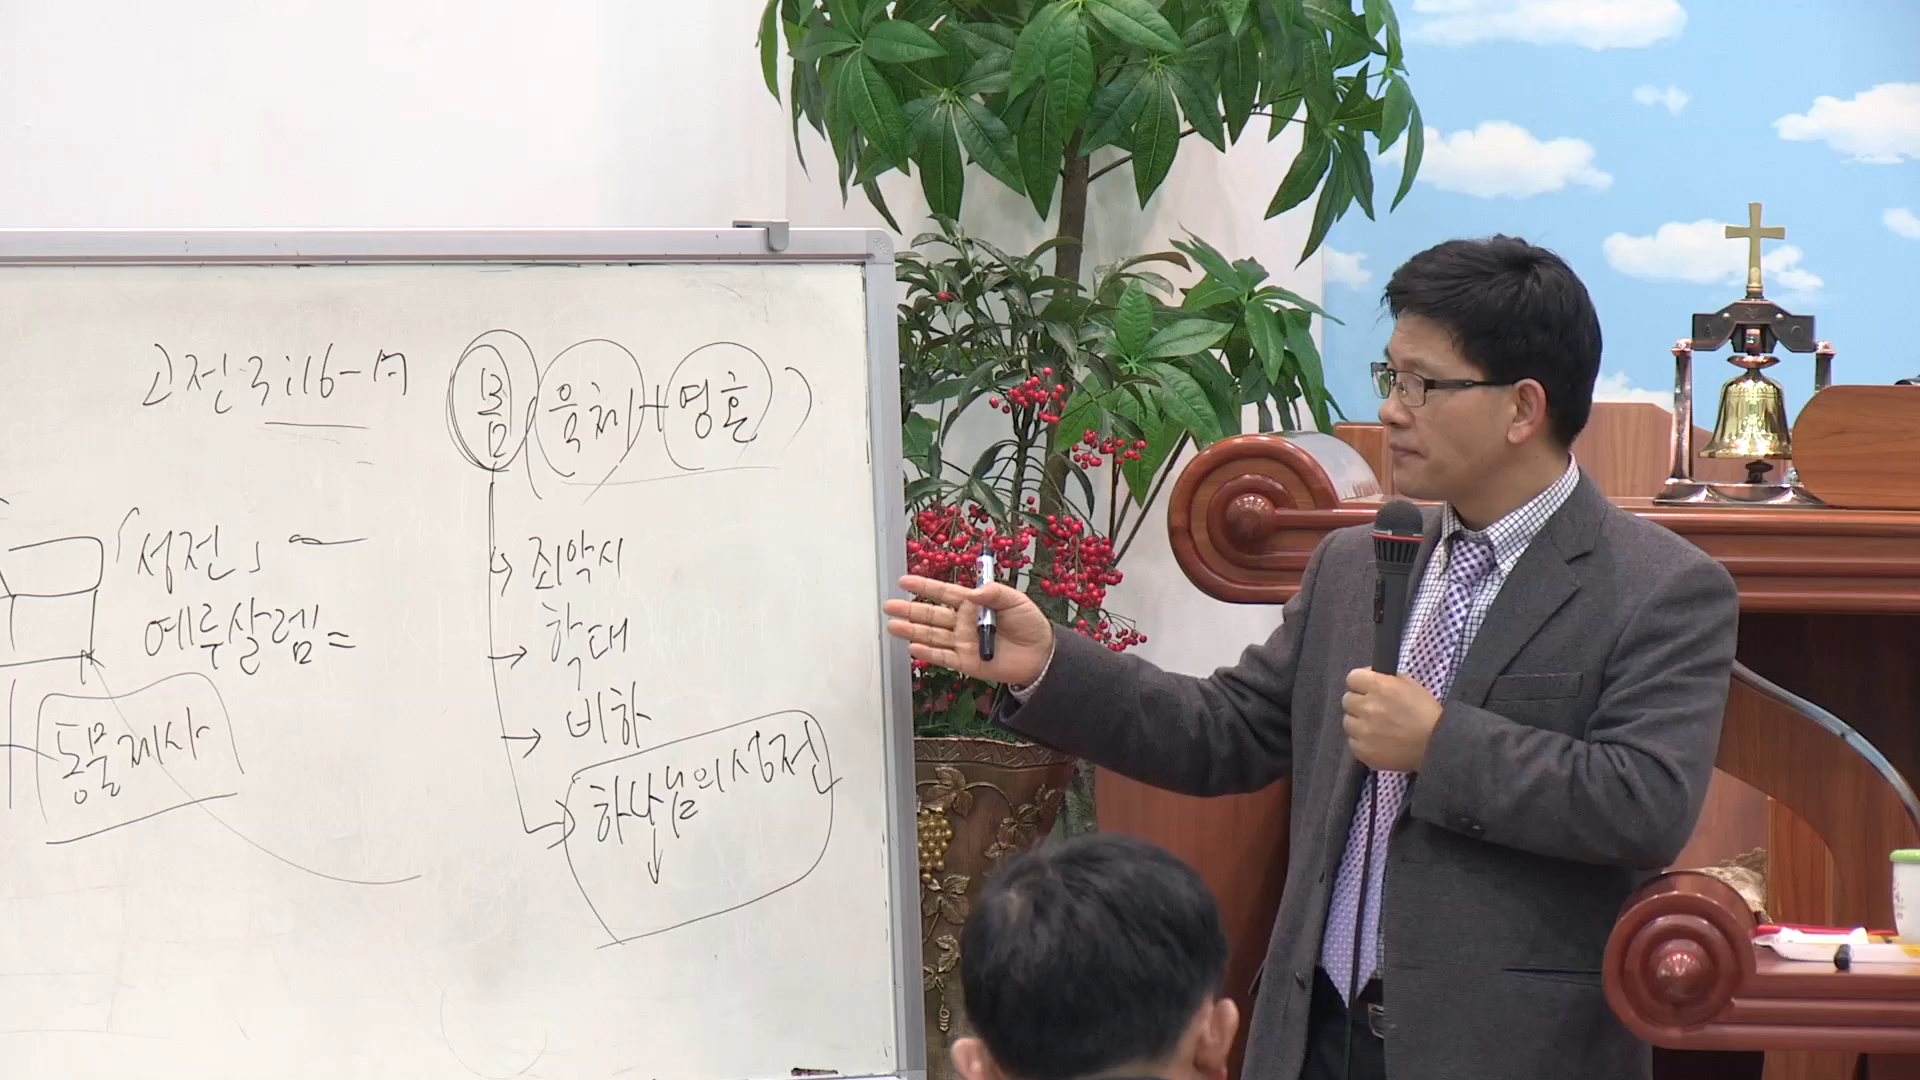 고전 3:16-17
몸 (육체+영혼)
「성전」
예루살렘=
동물제사
죄악시
학대
비하
하나님의성전